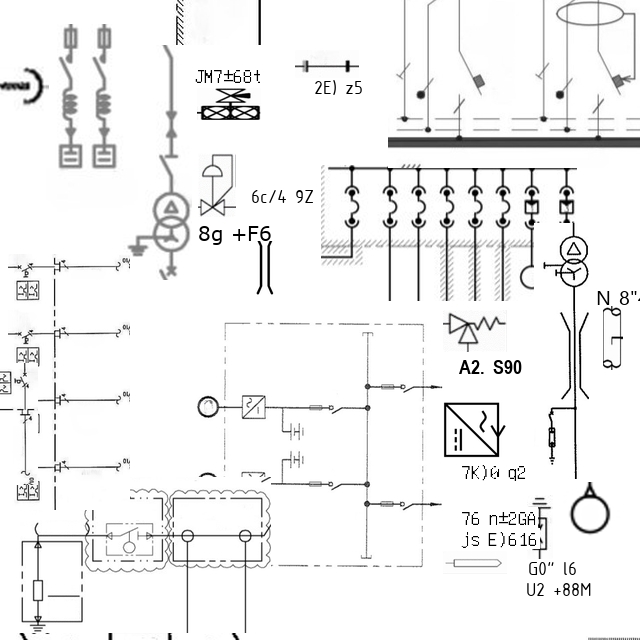 JM7±68t
2E) z5
6c/4 9Z
8g +F6
A2. S90
7K)0 q2
76 n±2GA
js E)616
G0" l6
U2 +88M